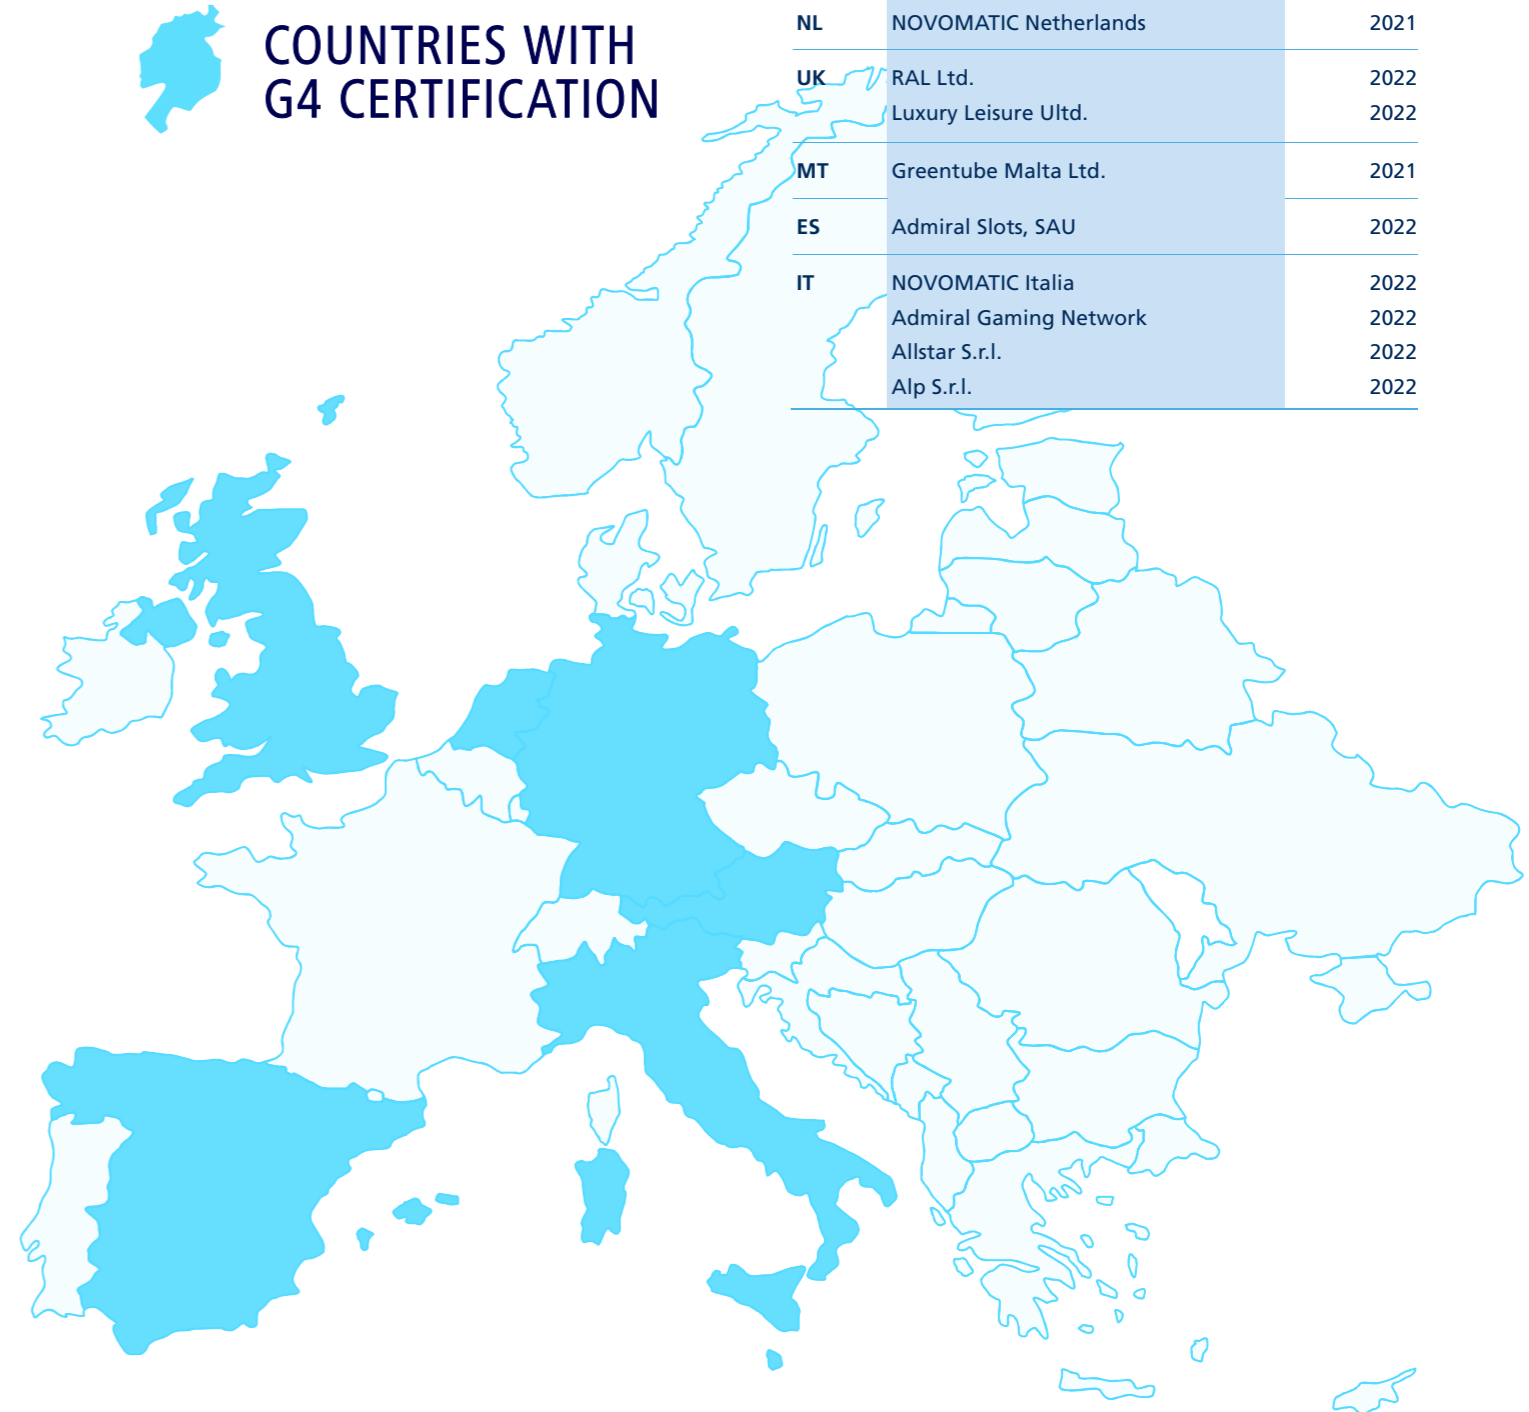 COUNTRIES WITH
G4 CERTIFICATION
NL NOVOMATIC Netherlands 2021
UK RAL Ltd. 2022
Luxury Leisure Ultd. 2022
MT Greentube Malta Ltd. 2021
ES Admiral Slots, SAU 2022
IT NOVOMATIC Italia 2022
Admiral Gaming Network 2022
Allstar S.r.l. 2022
Alp S.r.l. 2022